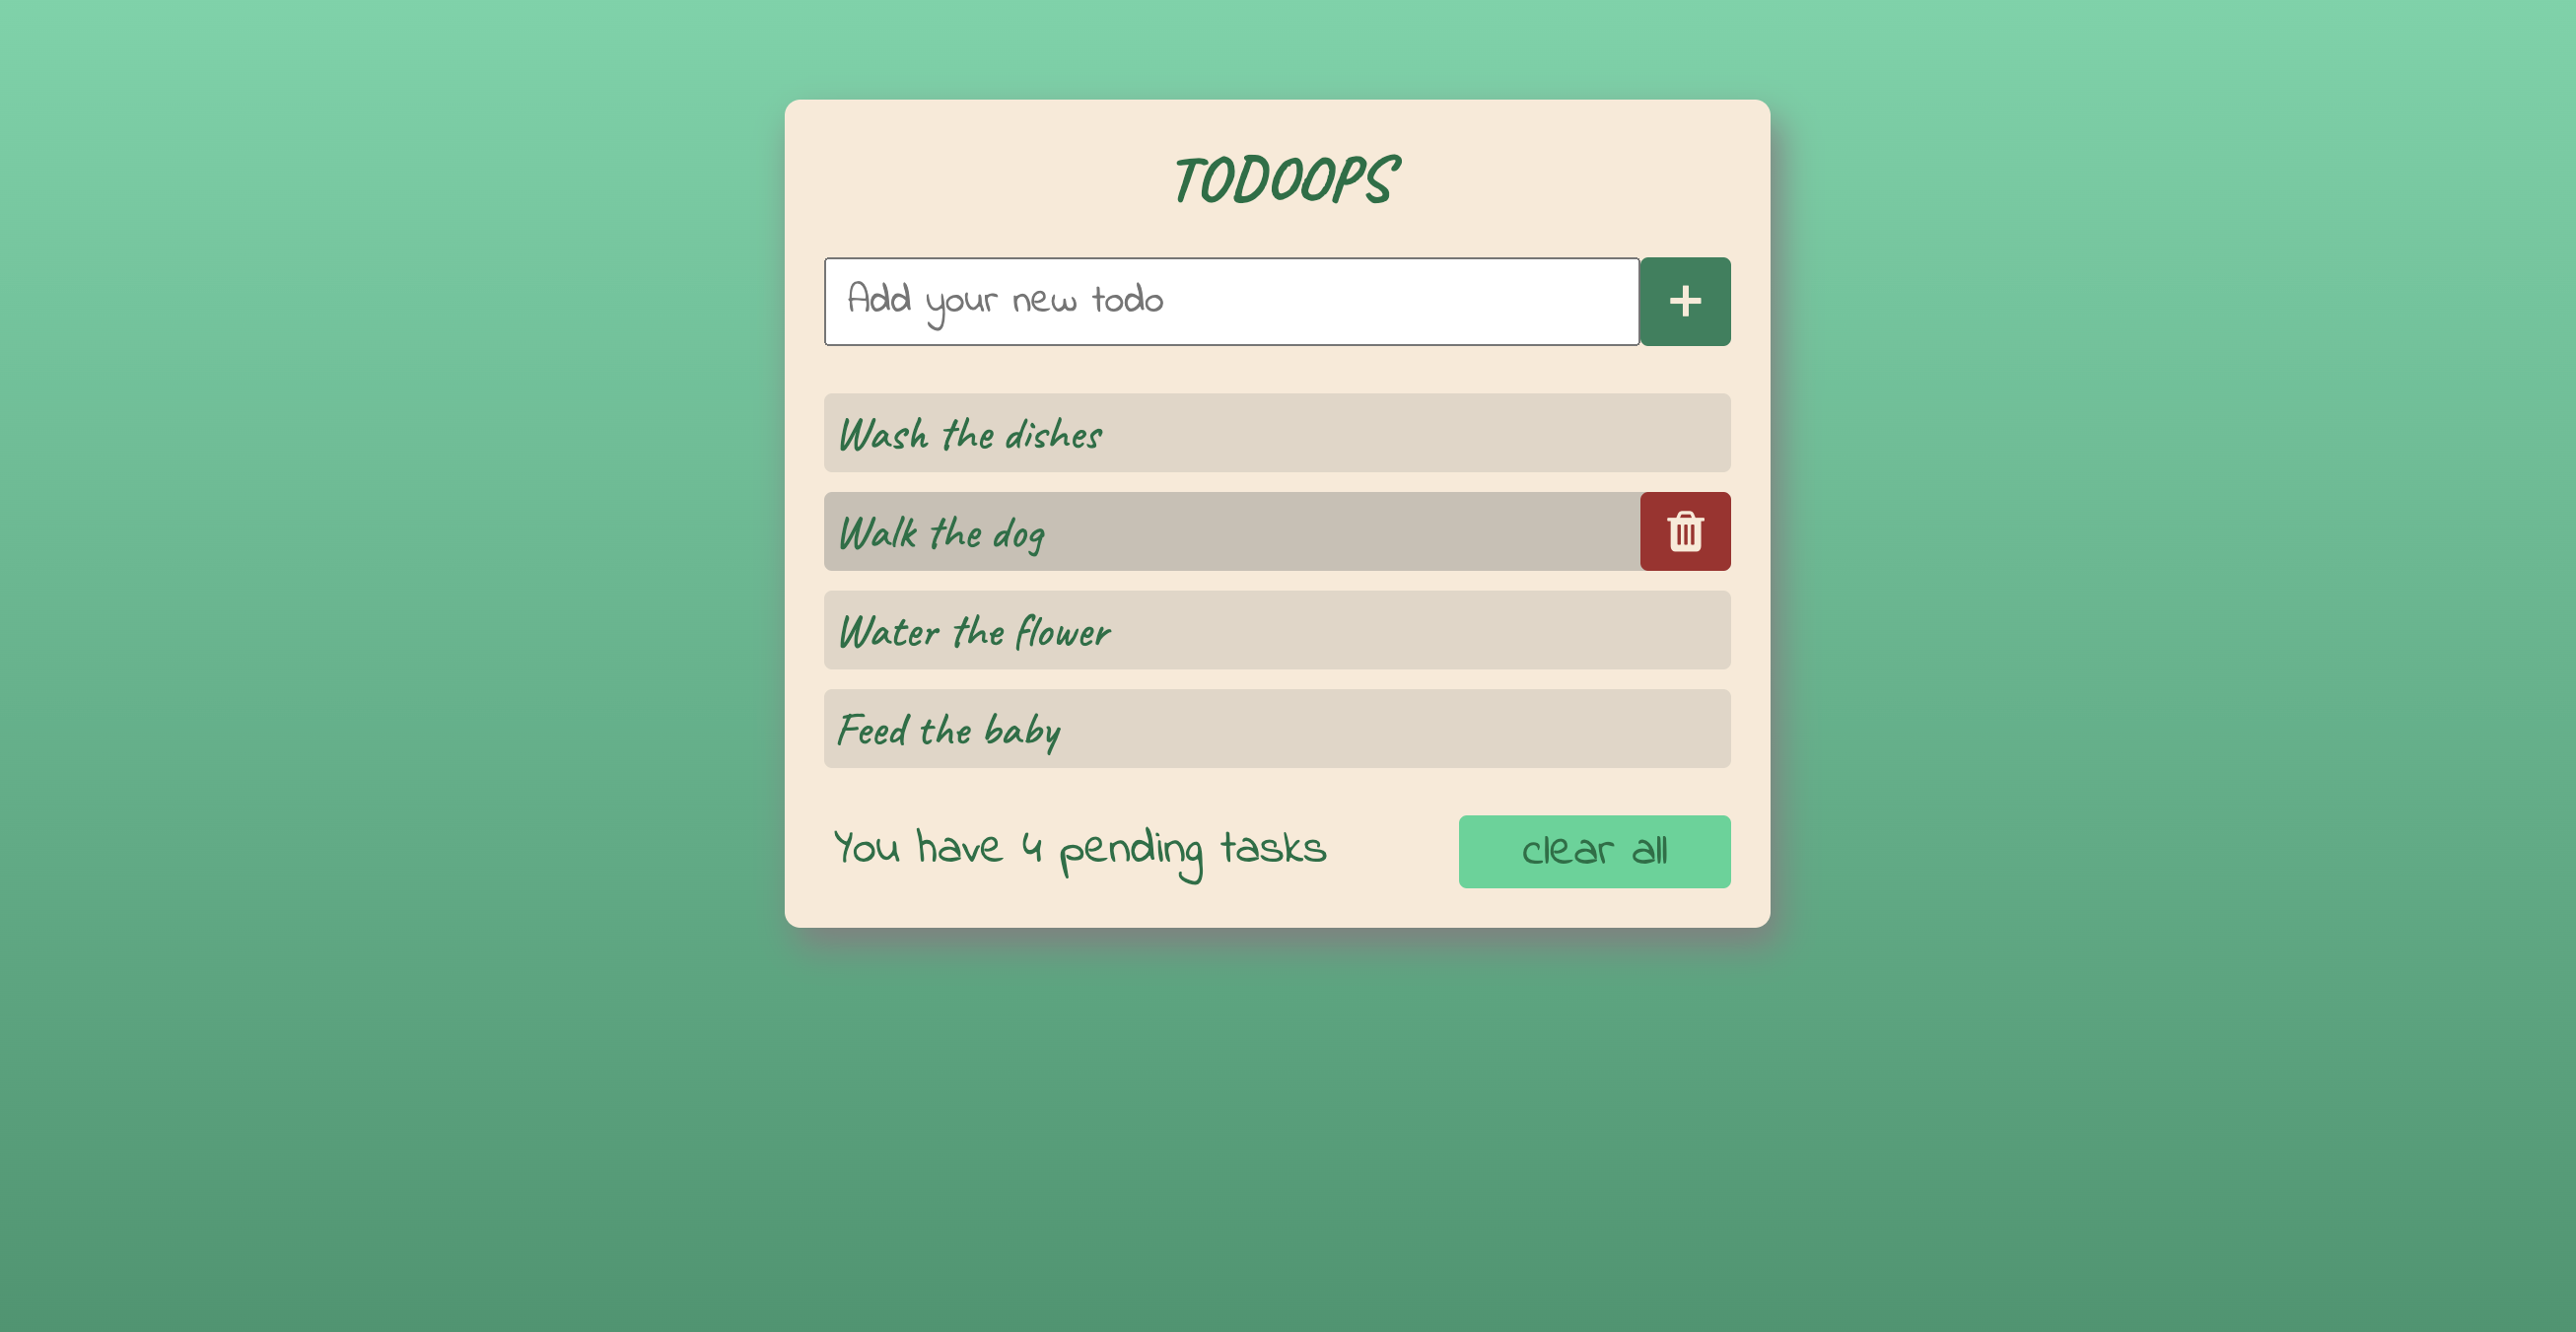 TODOOPS
Add your new todo
+
Wash the dishes
Walk the dog
Water the flower
Feed the baby
You have 4 pending tasks
clear all